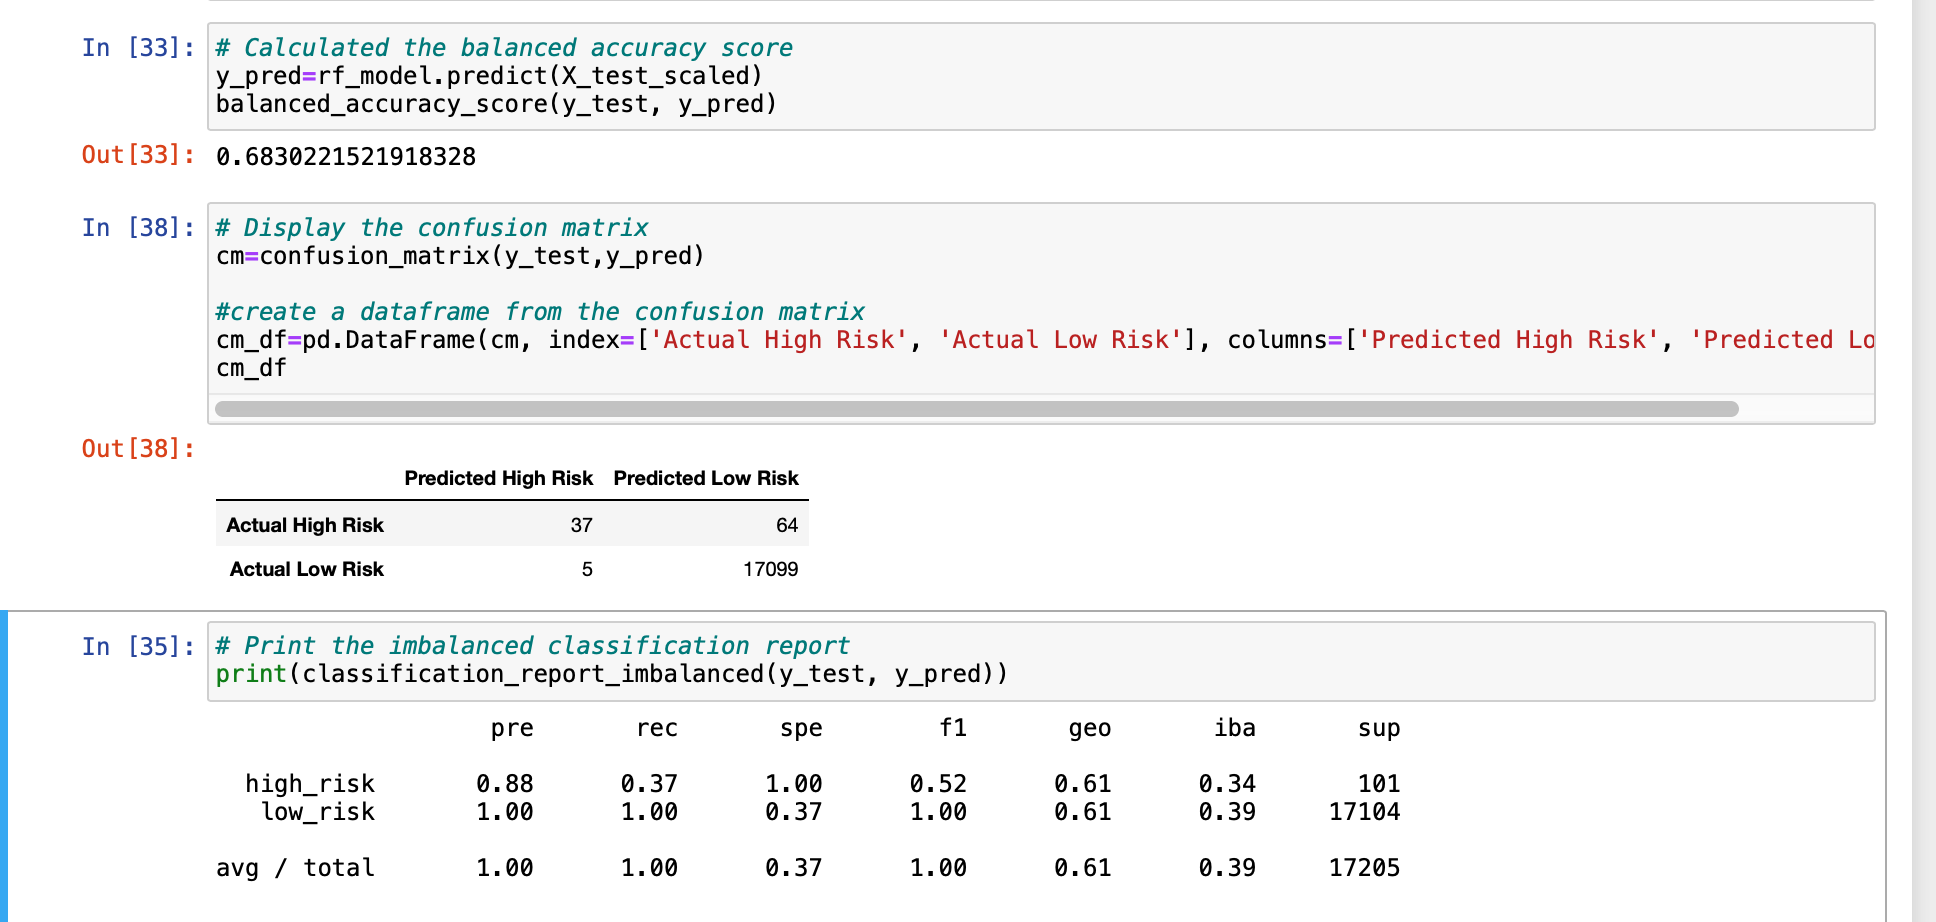 In [33]: # Calculated the balanced accuracy score
y_pred=rf_model.predict(X_test_scaled)
balanced_accuracy_score(y_test, y_pred)
Out[33]: 0.6830221521918328
In [38]: # Display the confusion matrix
cm=confusion_matrix(y_test,y_pred)
#create a dataframe from the confusion matrix
cm_df=pd.DataFrame(cm, index=['Actual High Risk', 'Actual Low Risk'], columns=['Predicted High Risk', 'Predicted Lo
cm_df
Out[38]:
Predicted High Risk Predicted Low Risk
Actual High Risk 37 64
Actual Low Risk 5 17099
In [35]: # Print the imbalanced classification report
print(classification_report_imbalanced(y_test, y_pred))
pre rec spe f1 geo iba sup
high_risk 0.88 0.37 1.00 0.52 0.61 0.34 101
low_risk 1.00 1.00 0.37 1.00 0.61 0.39 17104
avg / total 1.00 1.00 0.37 1.00 0.61 0.39 17205